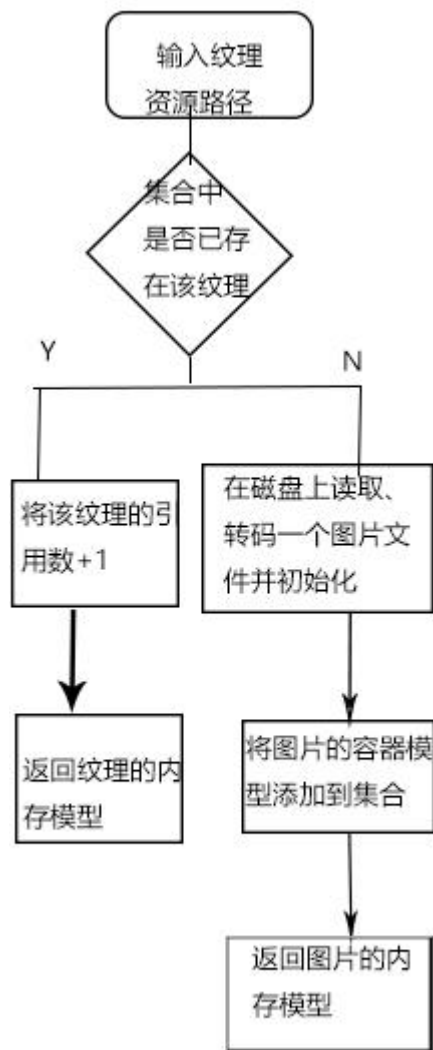 输入纹理
资源路径
集合中
是否已存
在该纹理
Y
N
将该纹理的引
用数+1
在磁盘上读取、
转码一个图片文
件并初始化
返回纹理的内
存模型
将图片的容器模
型添加到集合
返回图片的内
存模型